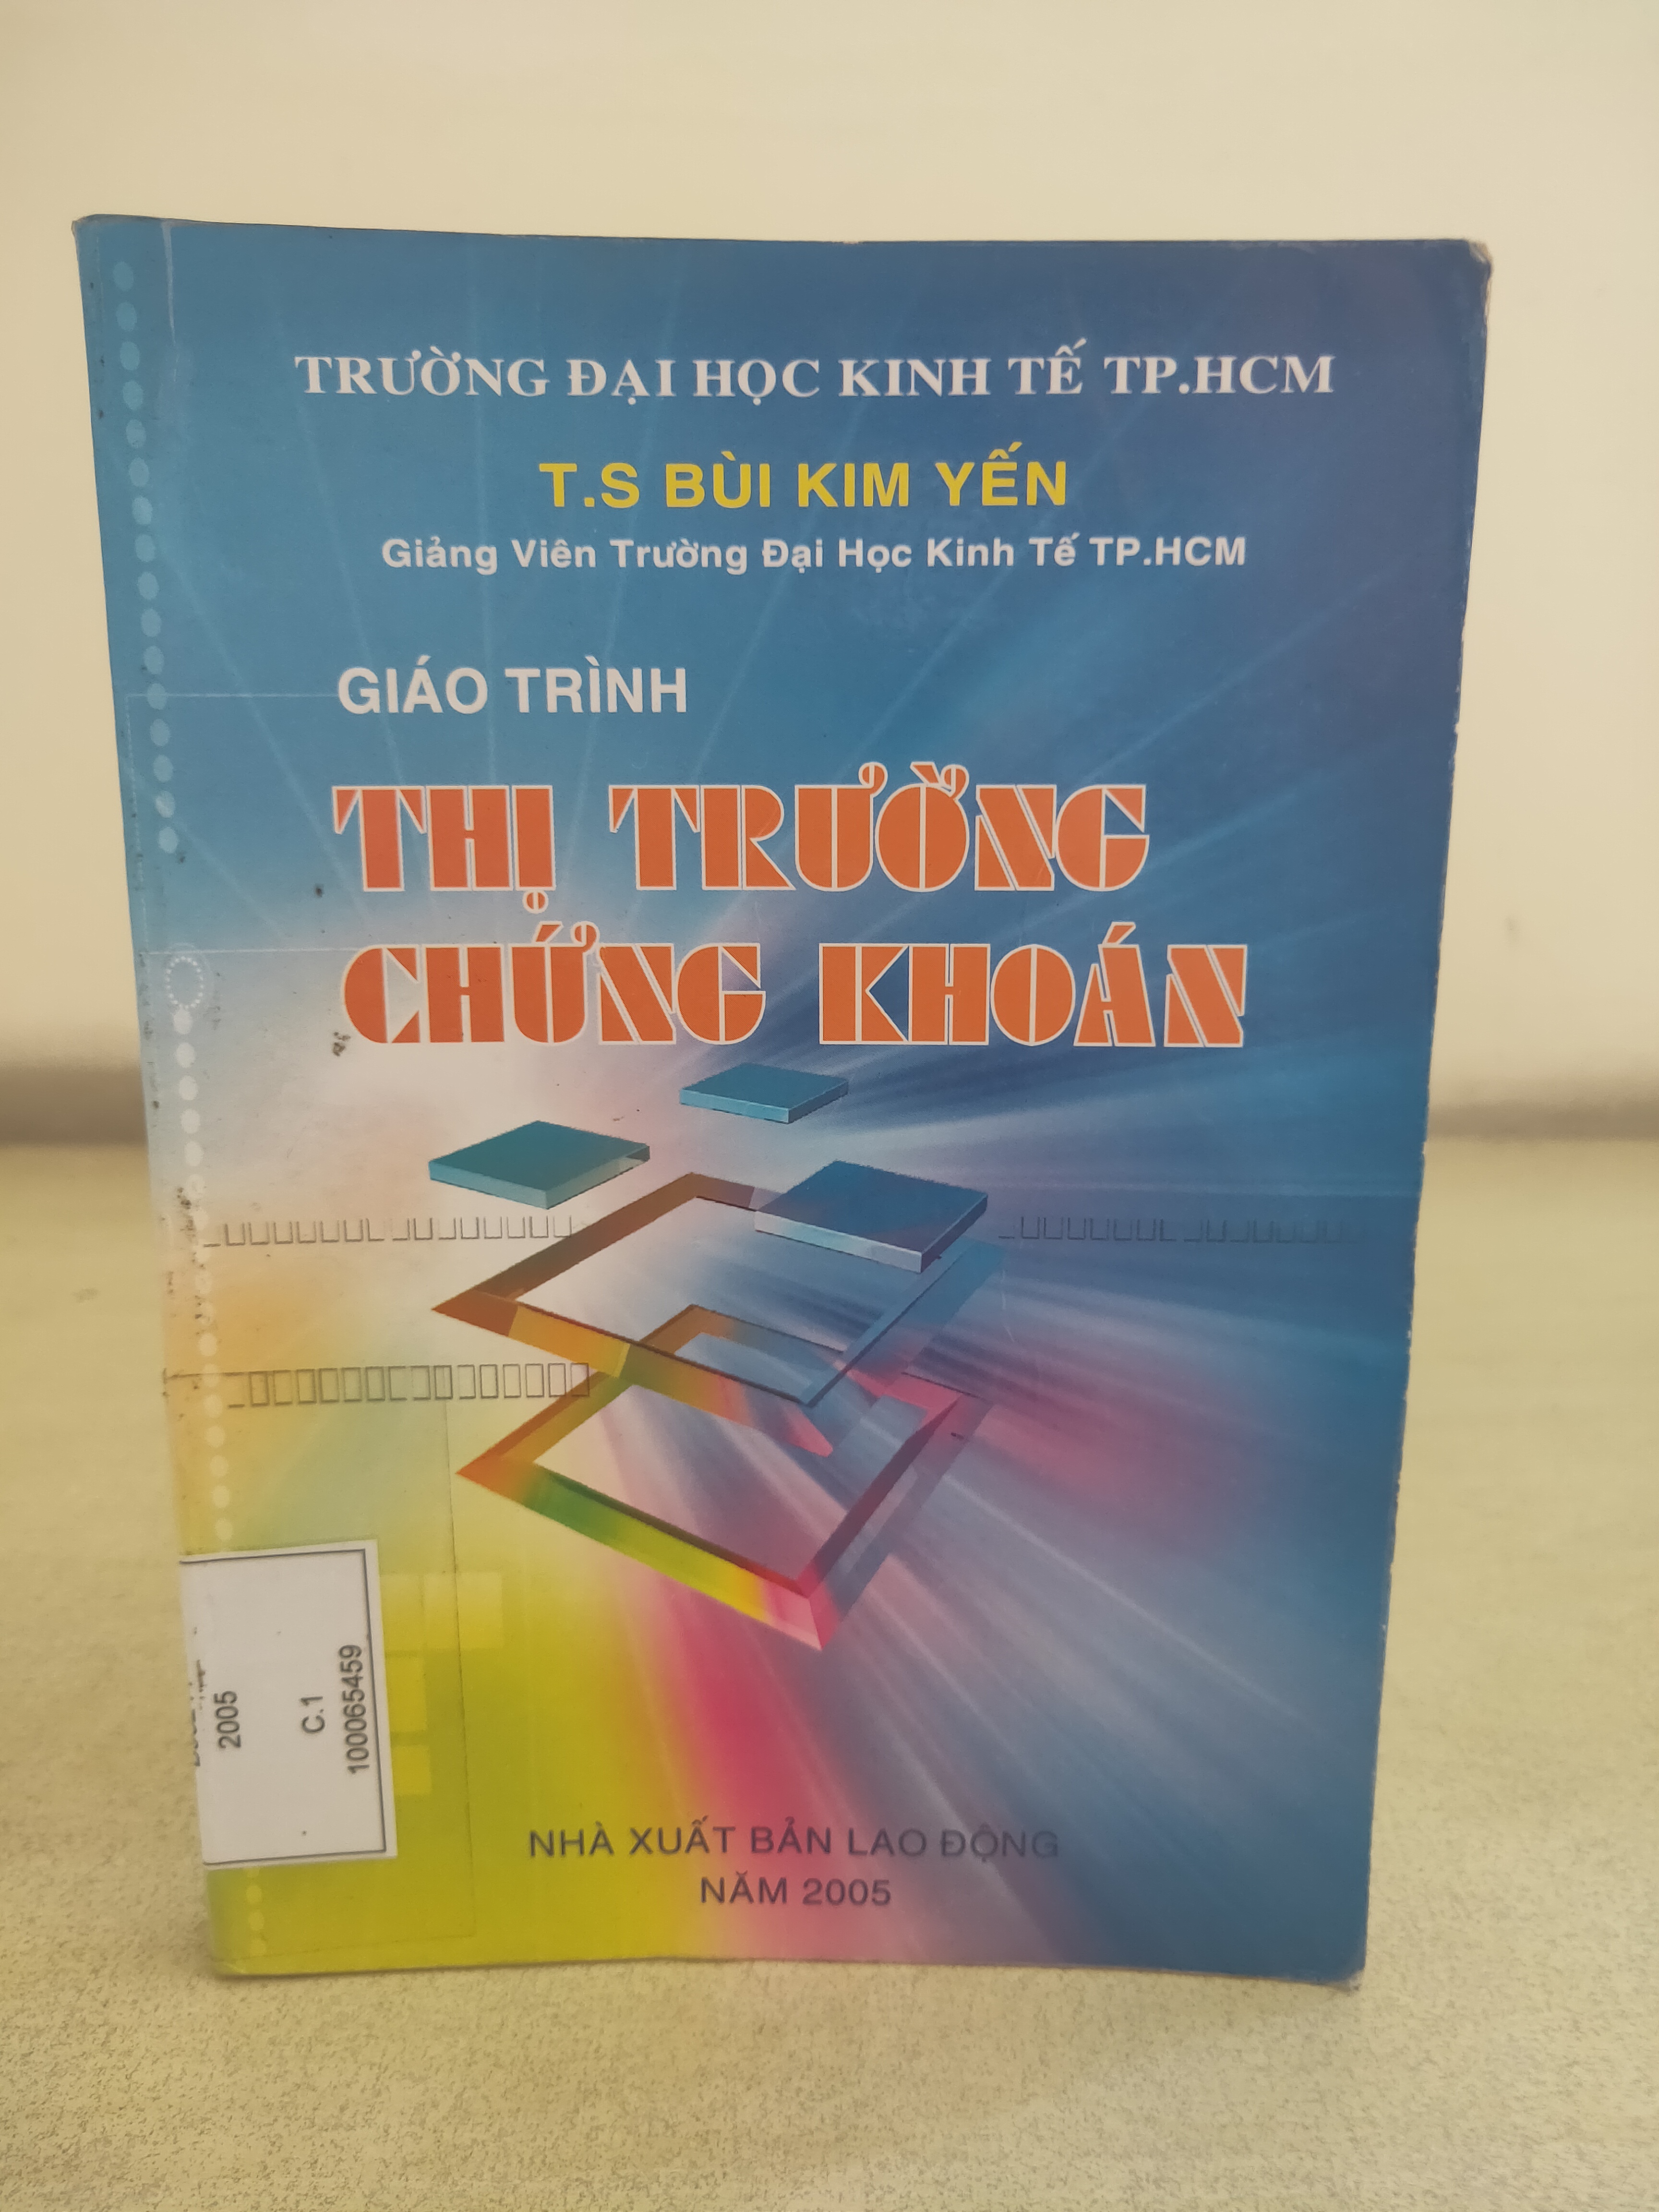 TRƯỜNG ĐẠI HỌC KINH TẾ TP.HCM
T.S BÙI KIM YẾN
Giảng Viên Trường Đại Học Kinh Tế TP.HCM
GIÁO TRÌNH
THỊ TRƯỜNG
CHỨNG KHOÁN
2005
C.1
10065459
NHÀ XUẤT BẢN LAO ĐỘNG
NĂM 2005